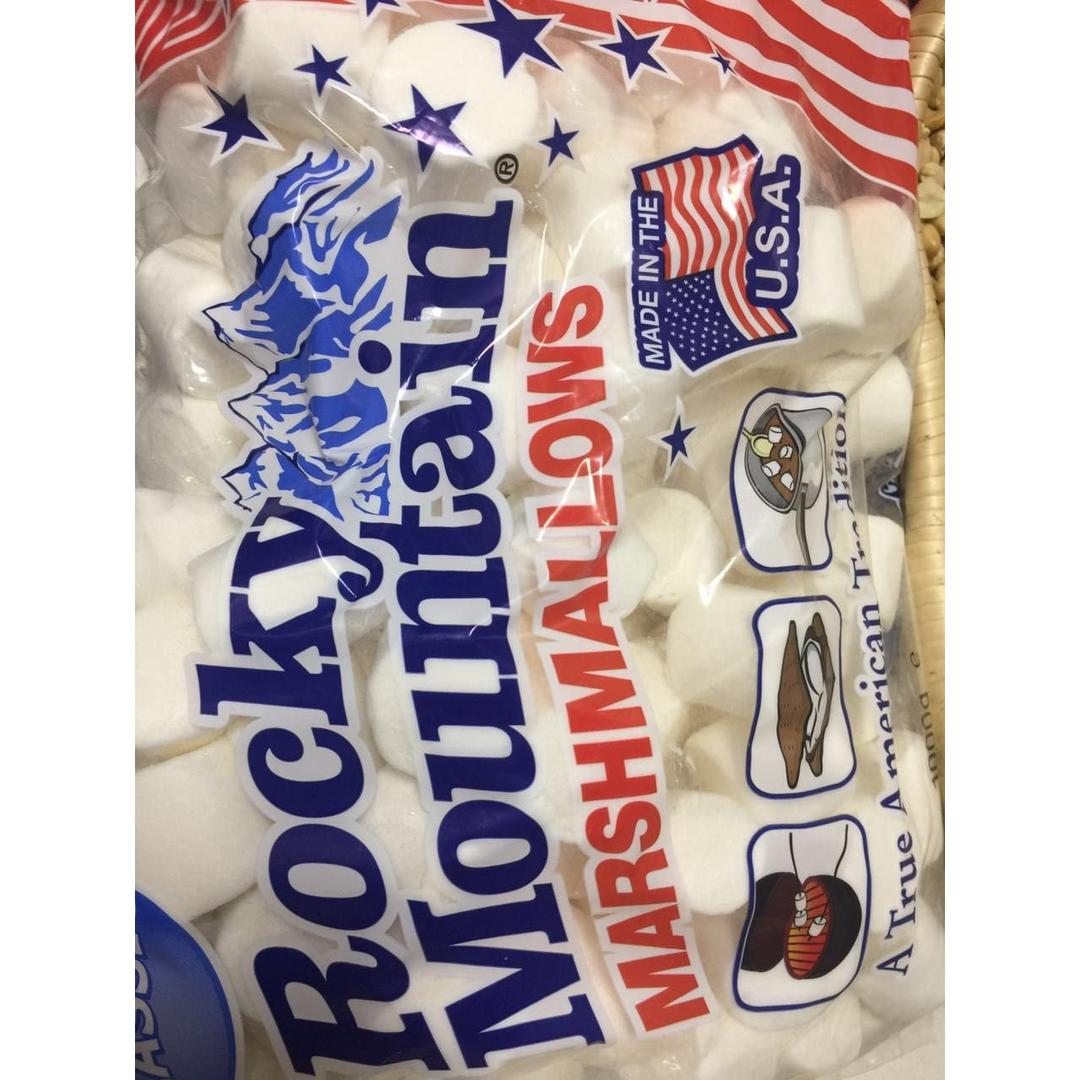 Rocky
Mountain®
MARSHMALLOWS
MADE IN THE
U.S.A.
A True American Tradition